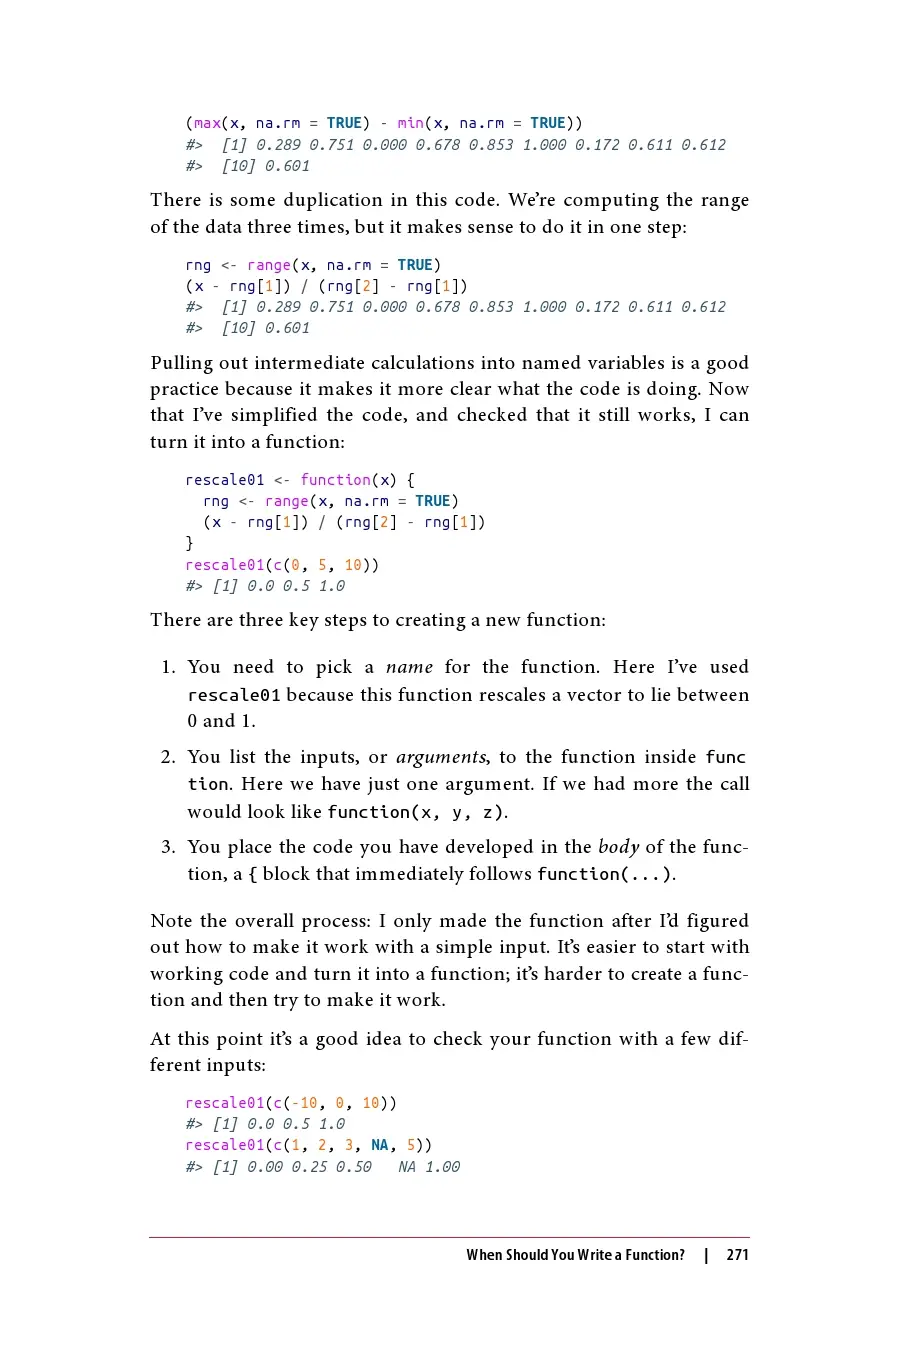 (max(x, na.rm = TRUE) - min(x, na.rm = TRUE))
#>  [1] 0.289 0.751 0.000 0.678 0.853 1.000 0.172 0.611 0.612
#>  [10] 0.601
There is some duplication in this code. We’re computing the range
of the data three times, but it makes sense to do it in one step:
rng <- range(x, na.rm = TRUE)
(x - rng[1]) / (rng[2] - rng[1])
#>  [1] 0.289 0.751 0.000 0.678 0.853 1.000 0.172 0.611 0.612
#>  [10] 0.601
Pulling out intermediate calculations into named variables is a good
practice because it makes it more clear what the code is doing. Now
that I’ve simplified the code, and checked that it still works, I can
turn it into a function:
rescale01 <- function(x) {
  rng <- range(x, na.rm = TRUE)
  (x - rng[1]) / (rng[2] - rng[1])
}
rescale01(c(0, 5, 10))
#> [1] 0.0 0.5 1.0
There are three key steps to creating a new function:
1. You need to pick a name for the function. Here I’ve used
rescale01 because this function rescales a vector to lie between
0 and 1.
2. You list the inputs, or arguments, to the function inside func
tion. Here we have just one argument. If we had more the call
would look like function(x, y, z).
3. You place the code you have developed in the body of the func-
tion, a { block that immediately follows function(...).
Note the overall process: I only made the function after I’d figured
out how to make it work with a simple input. It’s easier to start with
working code and turn it into a function; it’s harder to create a func-
tion and then try to make it work.
At this point it’s a good idea to check your function with a few dif-
ferent inputs:
rescale01(c(-10, 0, 10))
#> [1] 0.0 0.5 1.0
rescale01(c(1, 2, 3, NA, 5))
#> [1] 0.00 0.25 0.50   NA 1.00
When Should You Write a Function? | 271